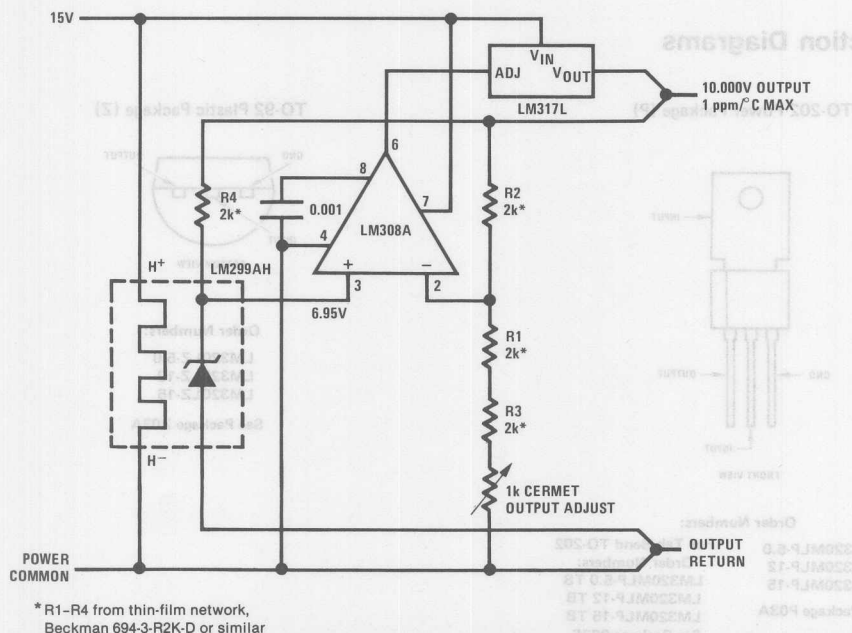 15V
V_IN
ADJ
V_OUT
LM317L
10.000V OUTPUT
1 ppm/°C MAX
6
8
R4
2k*
0.001
7
R2
2k*
4
LM308A
H+
LM299AH
+
−
3
2
6.95V
R1
2k*
R3
2k*
H−
1k CERMET
OUTPUT ADJUST
POWER
COMMON
OUTPUT
RETURN
*R1–R4 from thin-film network,
Beckman 694-3-R2K-D or similar